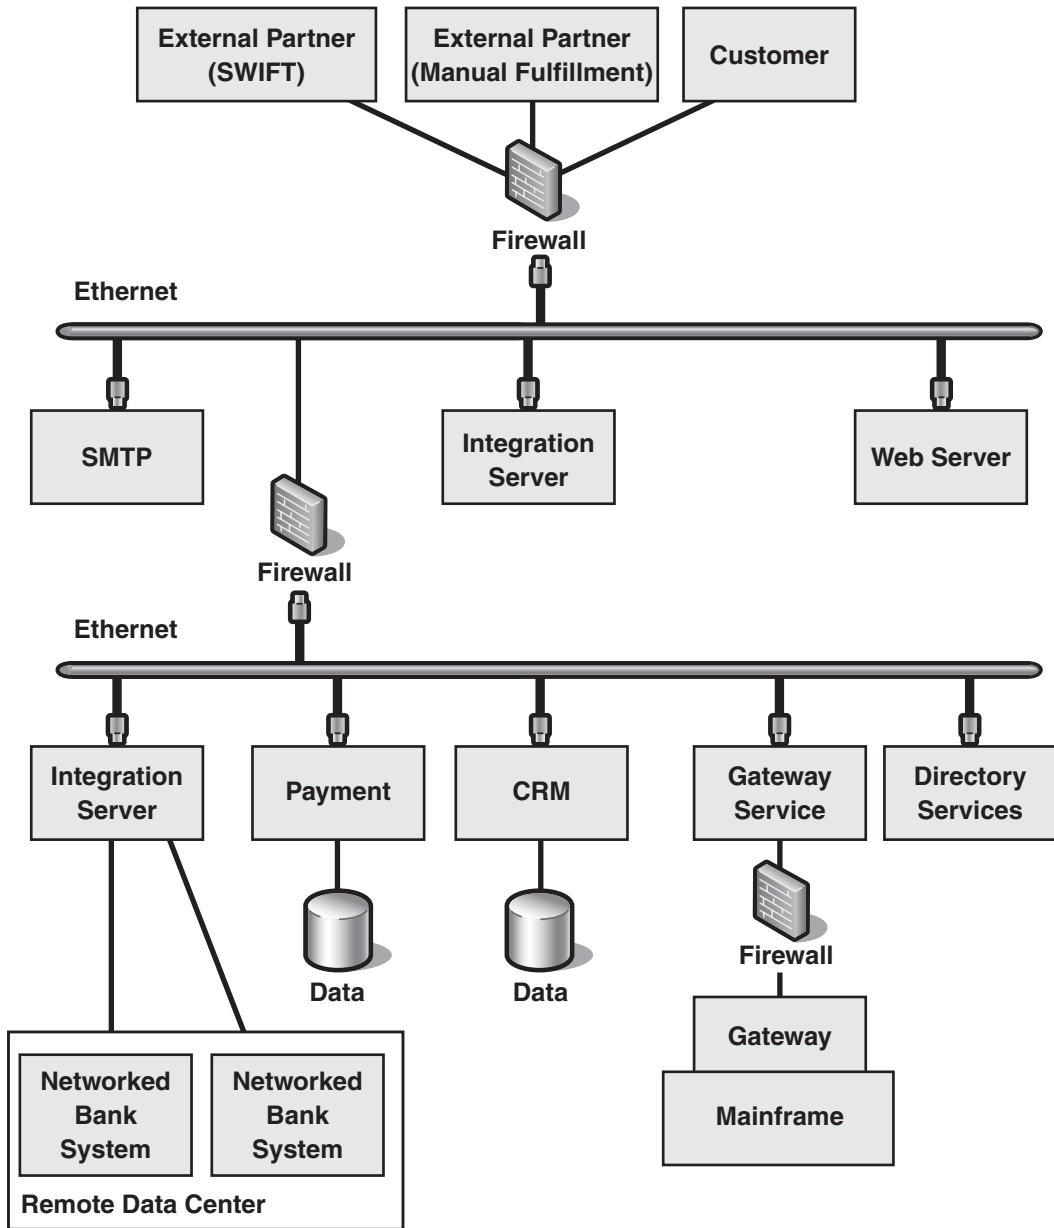 External Partner
(SWIFT)
External Partner
(Manual Fulfillment)
Customer
Firewall
Ethernet
SMTP
Integration
Server
Web Server
Firewall
Ethernet
Integration
Server
Payment
CRM
Gateway
Service
Directory
Services
Data
Data
Firewall
Gateway
Mainframe
Networked
Bank
System
Networked
Bank
System
Remote Data Center